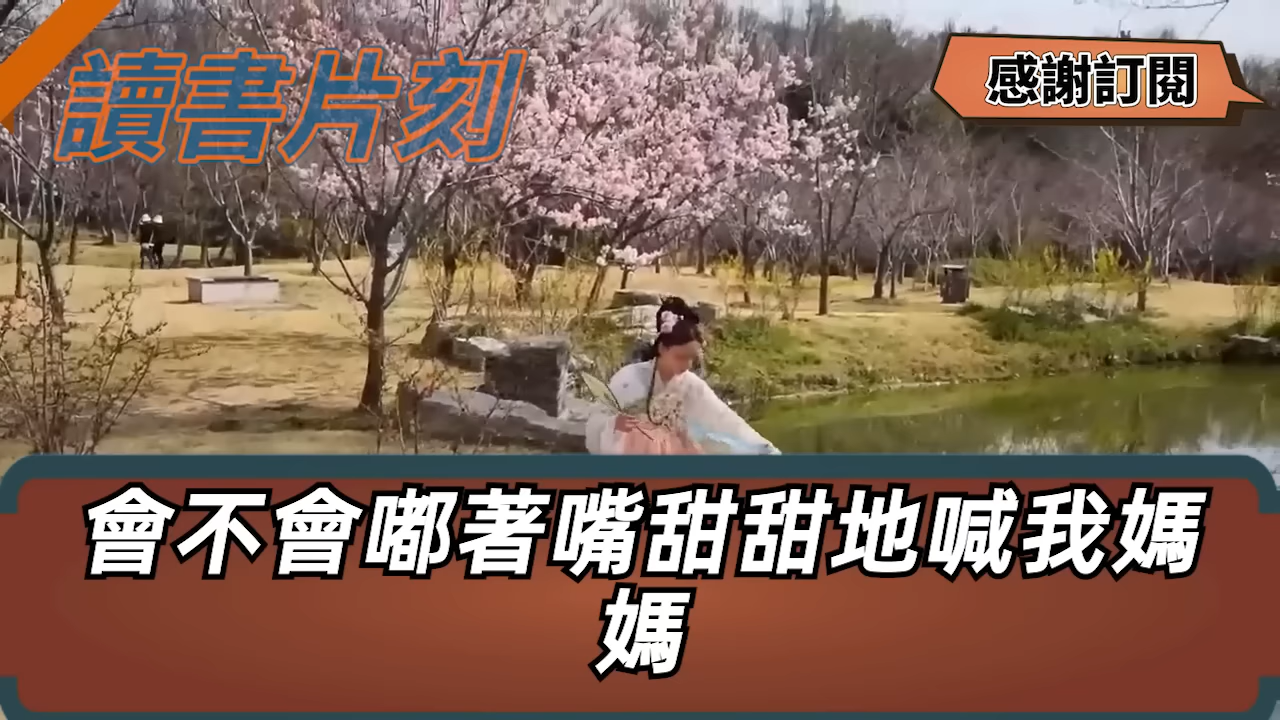 讀書片刻
感謝訂閱
會不會嘟著嘴甜甜地喊我媽
媽